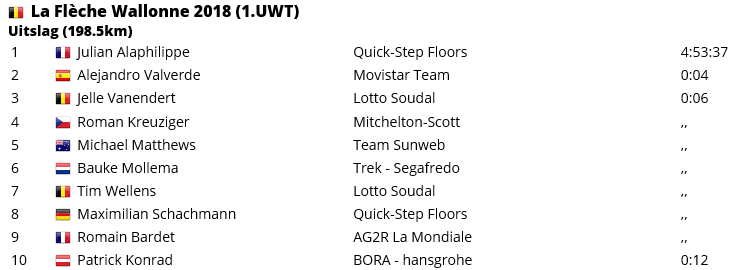 La Flèche Wallonne 2018 (1.UWT)
Uitslag (198.5km)
1 Julian Alaphilippe Quick-Step Floors 4:53:37
2 Alejandro Valverde Movistar Team 0:04
3 Jelle Vanendert Lotto Soudal 0:06
4 Roman Kreuziger Mitchelton-Scott ,,
5 Michael Matthews Team Sunweb ,,
6 Bauke Mollema Trek - Segafredo ,,
7 Tim Wellens Lotto Soudal ,,
8 Maximilian Schachmann Quick-Step Floors ,,
9 Romain Bardet AG2R La Mondiale ,,
10 Patrick Konrad BORA - hansgrohe 0:12